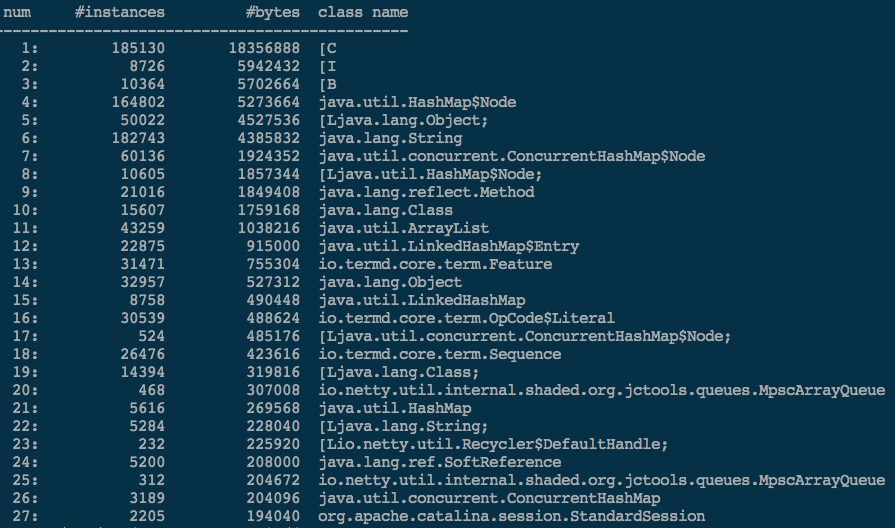 num #instances #bytes class name
----------------------------------------------
1: 185130 18356888 [C
2: 8726 5942432 [I
3: 10364 5702664 [B
4: 164802 5273664 java.util.HashMap$Node
5: 50022 4527536 [Ljava.lang.Object;
6: 182743 4385832 java.lang.String
7: 60136 1924352 java.util.concurrent.ConcurrentHashMap$Node
8: 10605 1857344 [Ljava.util.HashMap$Node;
9: 21016 1849408 java.lang.reflect.Method
10: 15607 1759168 java.lang.Class
11: 43259 1038216 java.util.ArrayList
12: 22875 915000 java.util.LinkedHashMap$Entry
13: 31471 755304 io.termd.core.term.Feature
14: 32957 527312 java.lang.Object
15: 8758 490448 java.util.LinkedHashMap
16: 30539 488624 io.termd.core.term.OpCode$Literal
17: 524 485176 [Ljava.util.concurrent.ConcurrentHashMap$Node;
18: 26476 423616 io.termd.core.term.Sequence
19: 14394 319816 [Ljava.lang.Class;
20: 468 307008 io.netty.util.internal.shaded.org.jctools.queues.MpscArrayQueue
21: 5616 269568 java.util.HashMap
22: 5284 228040 [Ljava.lang.String;
23: 232 225920 [Lio.netty.util.Recycler$DefaultHandle;
24: 5200 208000 java.lang.ref.SoftReference
25: 312 204672 io.netty.util.internal.shaded.org.jctools.queues.MpscArrayQueue
26: 3189 204096 java.util.concurrent.ConcurrentHashMap
27: 2205 194040 org.apache.catalina.session.StandardSession